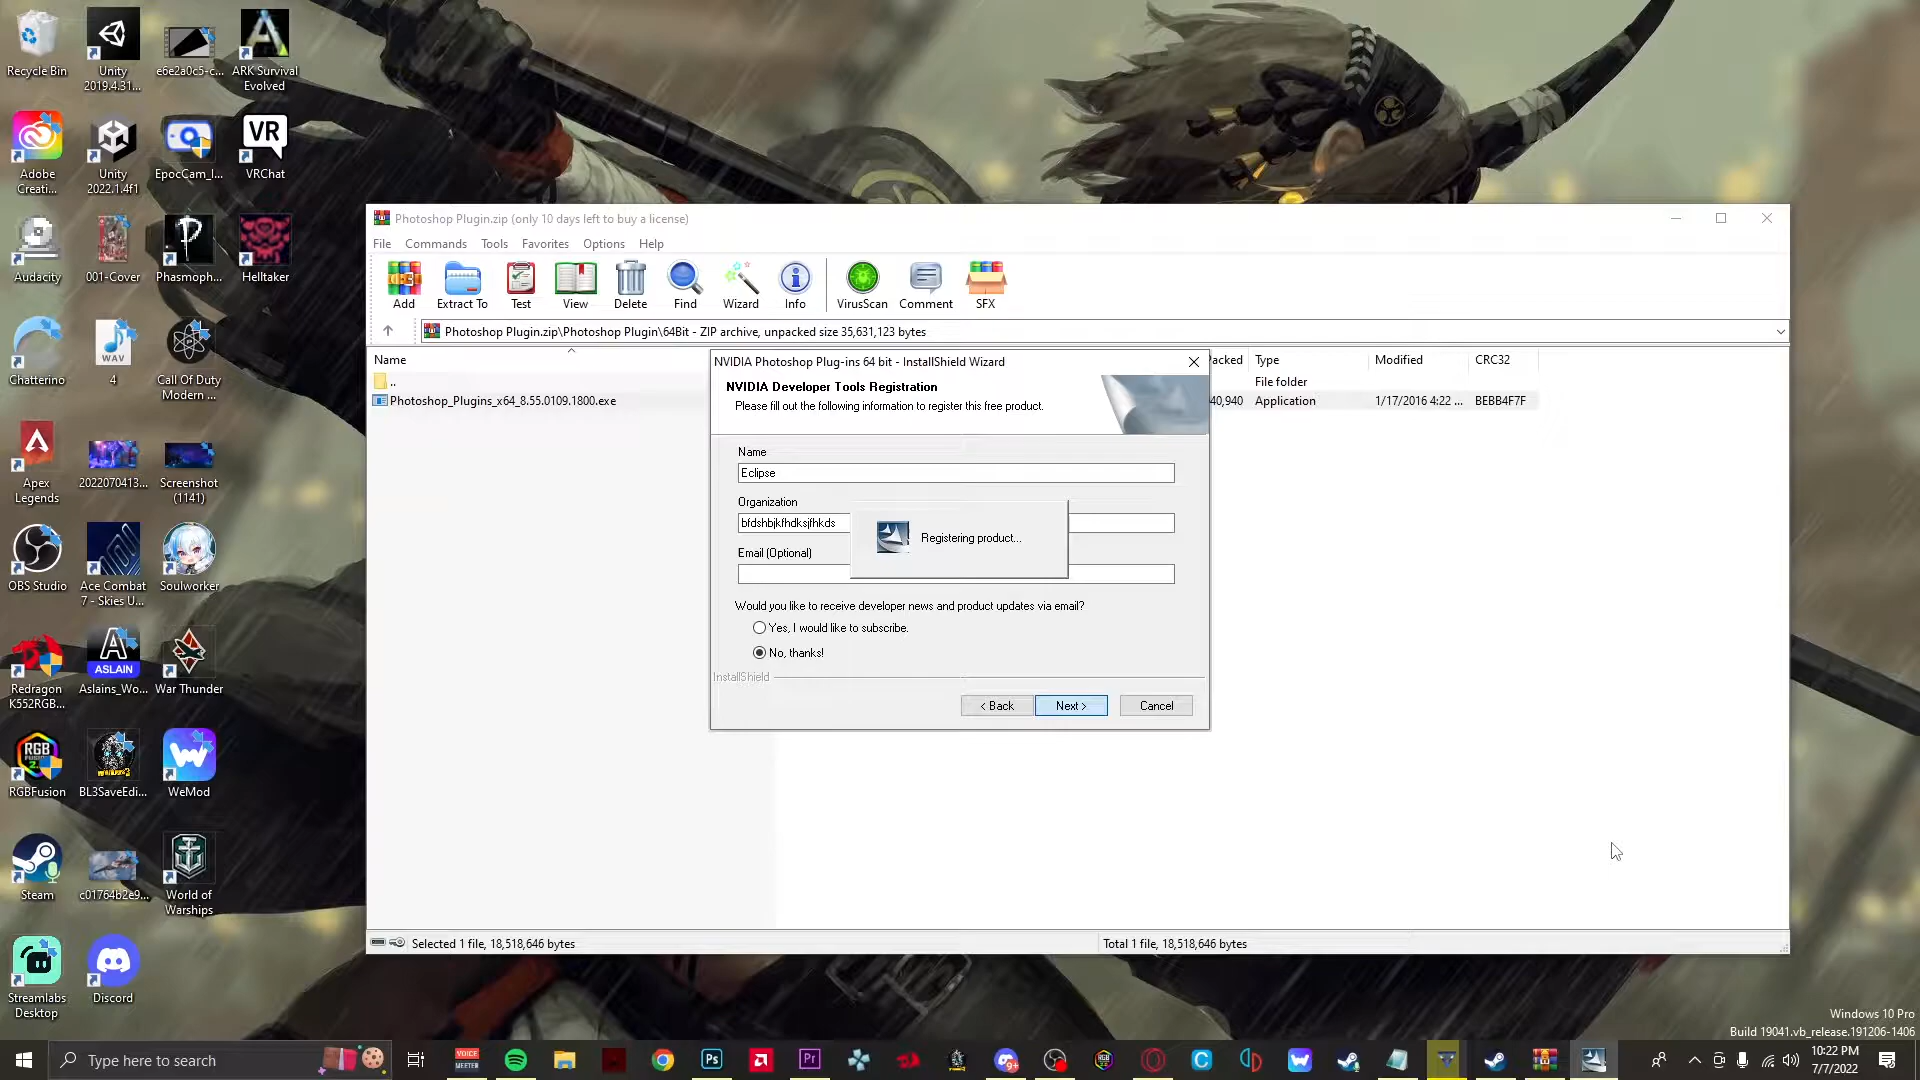 Recycle Bin
Unity
2019.4.31...
e6e2a0c5-c...
ARK Survival
Evolved
Adobe
Creati...
Unity
2022.1.4f1
EpocCam_I...
VR
VRChat
Audacity
001-Cover
Phasmoph...
Helltaker
Chatterino
WAV
4
Call Of Duty
Modern ...
Apex
Legends
2022070413...
Screenshot
(1141)
OBS Studio
Ace Combat
7 - Skies U...
Soulworker
Redragon
K552RGB...
ASLAIN
Aslains_Wo...
War Thunder
RGB
RGBFusion
BL3SaveEdi...
WeMod
Steam
c01764b2e9...
World of
Warships
Streamlabs
Desktop
Discord
Photoshop Plugin.zip (only 10 days left to buy a license)
File Commands Tools Favorites Options Help
Add Extract To Test View Delete Find Wizard Info VirusScan Comment SFX
Photoshop Plugin.zip\Photoshop Plugin\64Bit - ZIP archive, unpacked size 35,631,123 bytes
Name Packed Type Modified CRC32
.. File folder
Photoshop_Plugins_x64_8.55.0109.1800.exe 40,940 Application 1/17/2016 4:22 ... BEBB4F7F
NVIDIA Photoshop Plug-ins 64 bit - InstallShield Wizard
NVIDIA Developer Tools Registration
Please fill out the following information to register this free product.
Name
Eclipse
Organization
bfdshbjkfhdksjfhkds
Registering product...
Email (Optional)
Would you like to receive developer news and product updates via email?
Yes, I would like to subscribe.
No, thanks!
InstallShield
< Back Next > Cancel
Selected 1 file, 18,518,646 bytes Total 1 file, 18,518,646 bytes
Windows 10 Pro
Build 19041.vb_release.191206-1406
Type here to search
VOICE
MEETER
Ps
Pr
9+
10:22 PM
7/7/2022